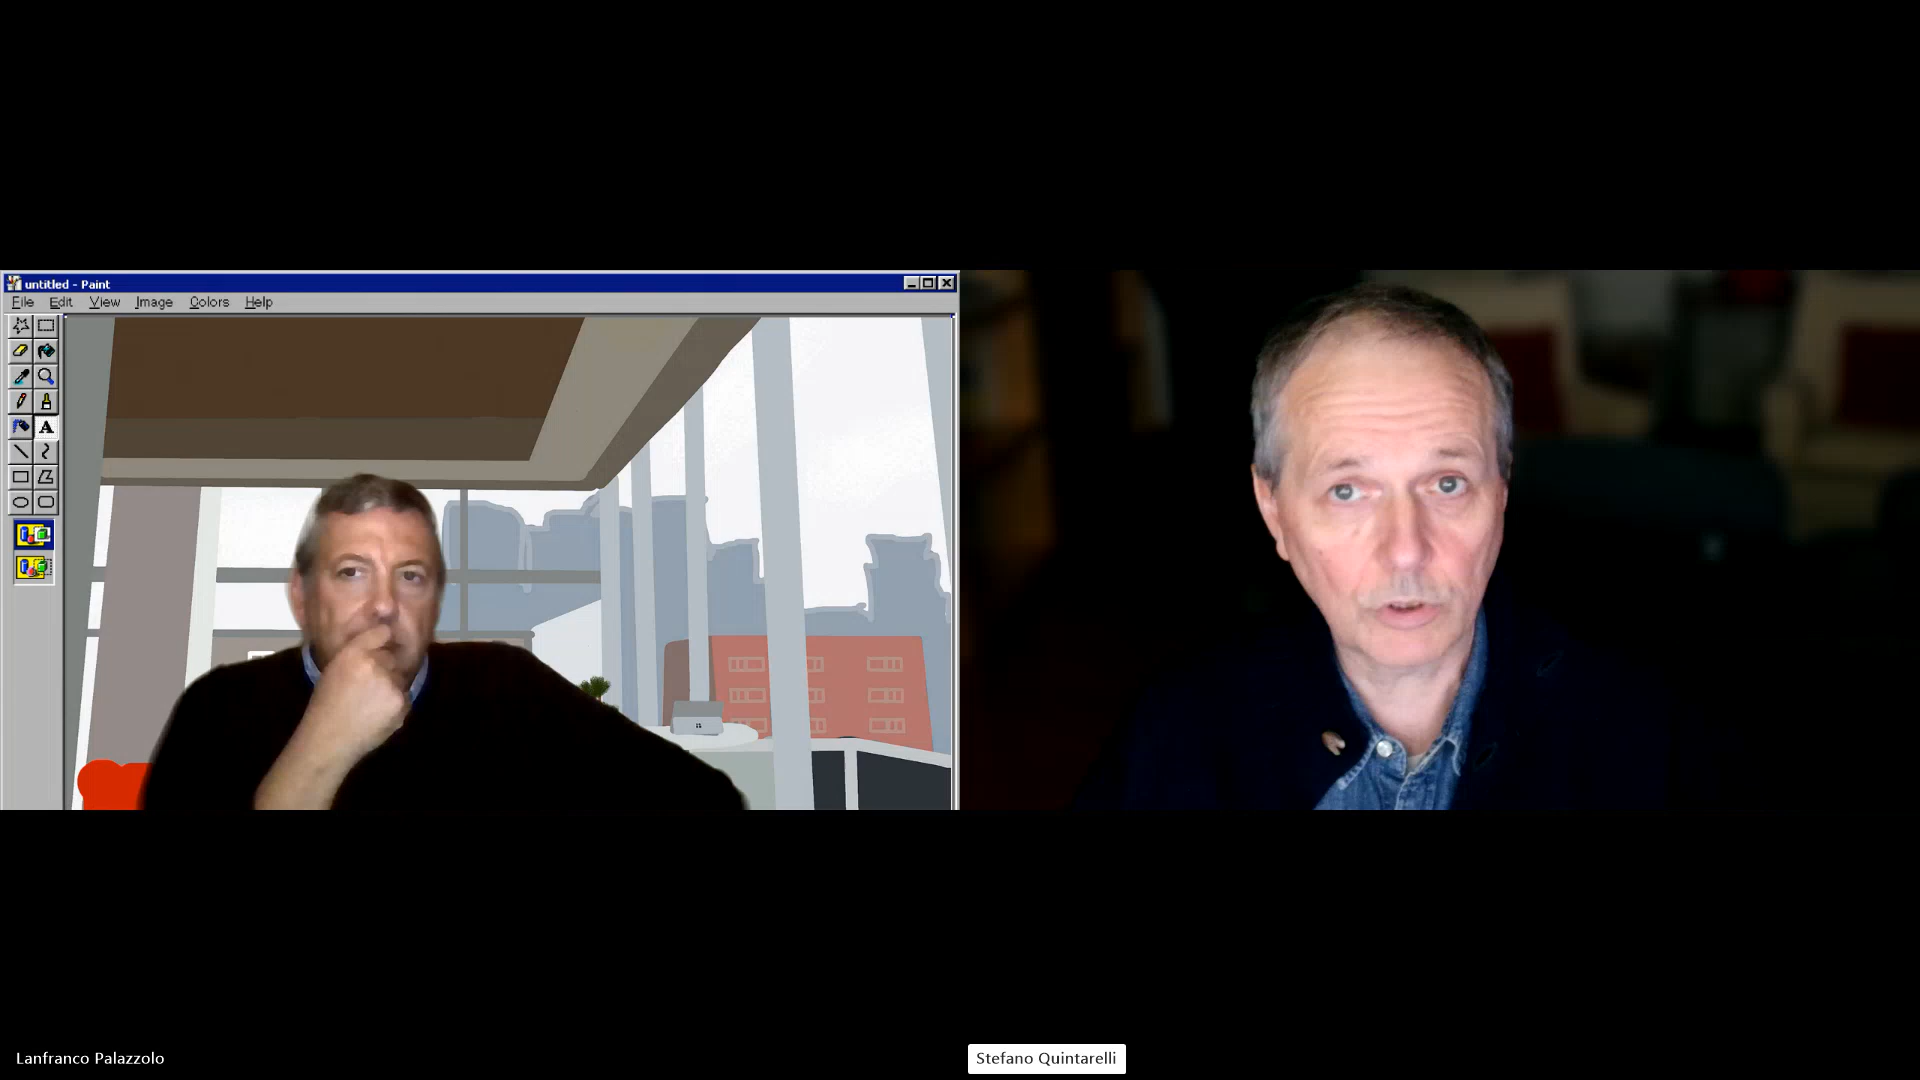 untitled - Paint
File Edit View Image Colors Help
A
Lanfranco Palazzolo
Stefano Quintarelli